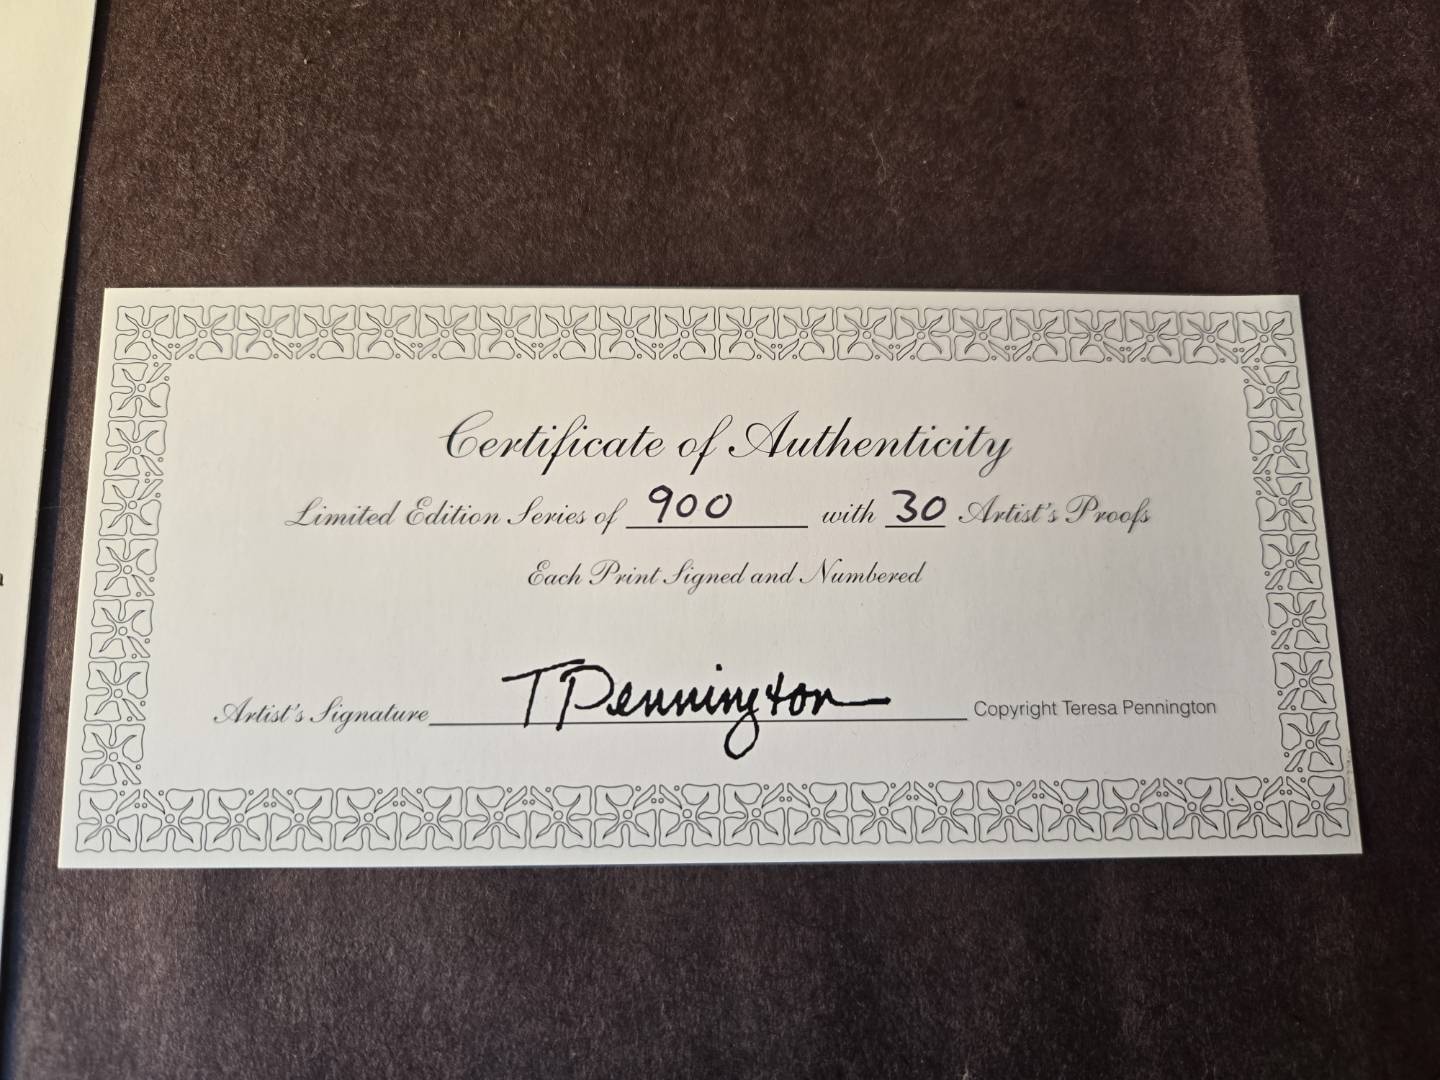 Certificate of Authenticity
Limited Edition Series of 900 with 30 Artist's Proofs
Each Print Signed and Numbered
Artist's Signature T Pennington Copyright Teresa Pennington